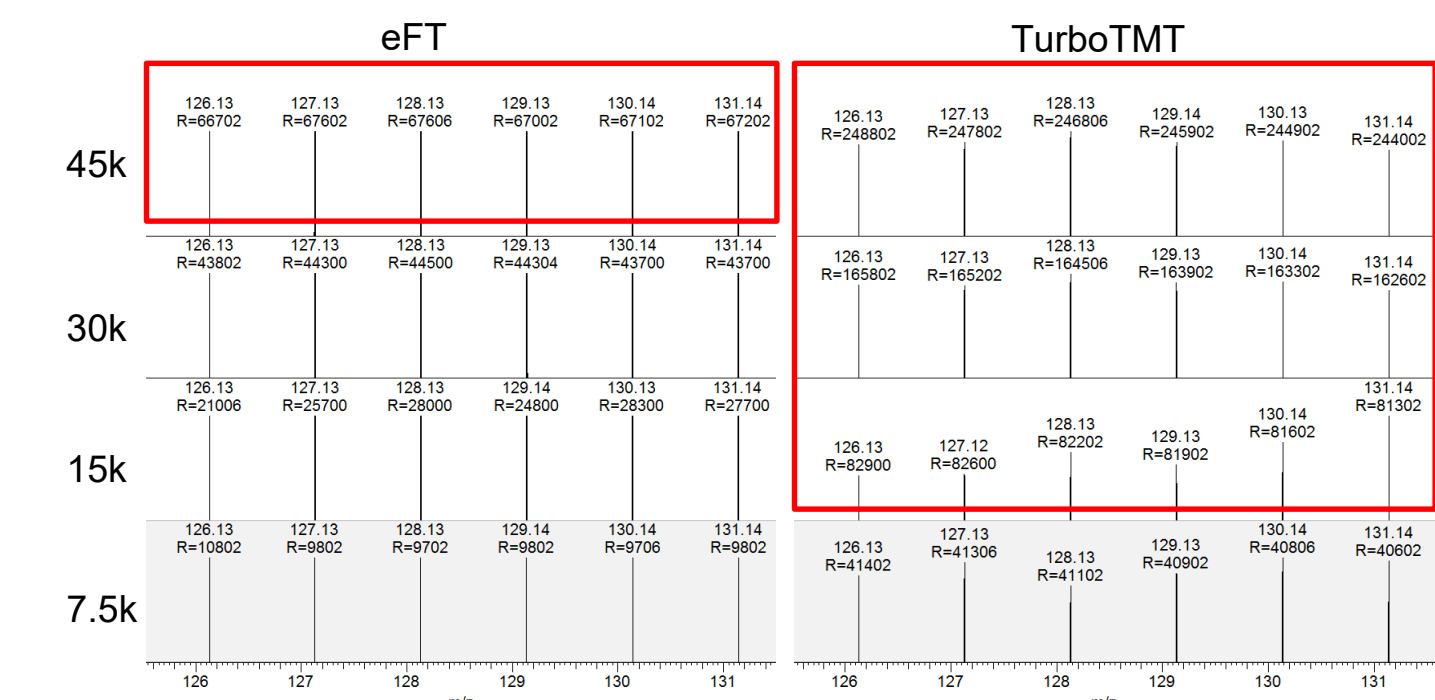 eFT TurboTMT
126.13 127.13 128.13 129.13 130.14 131.14
R=66702 R=67602 R=67606 R=67002 R=67102 R=67202
126.13 127.13 128.13 129.14 130.13 131.14
R=248802 R=247802 R=246806 R=245902 R=244902 R=244002
45k
126.13 127.13 128.13 129.13 130.14 131.14
R=43802 R=44300 R=44500 R=44304 R=43700 R=43700
126.13 127.13 128.13 129.13 130.14 131.14
R=165802 R=165202 R=164506 R=163902 R=163302 R=162602
30k
126.13 127.13 128.13 129.14 130.13 131.14
R=21006 R=25700 R=28000 R=24800 R=28300 R=27700
126.13 127.12 128.13 129.13 130.14 131.14
R=82900 R=82600 R=82202 R=81902 R=81602 R=81302
15k
126.13 127.13 128.13 129.14 130.14 131.14
R=10802 R=9802 R=9702 R=9802 R=9706 R=9802
126.13 127.13 128.13 129.13 130.14 131.14
R=41402 R=41306 R=41102 R=40902 R=40806 R=40602
7.5k
126 127 128 129 130 131
126 127 128 129 130 131